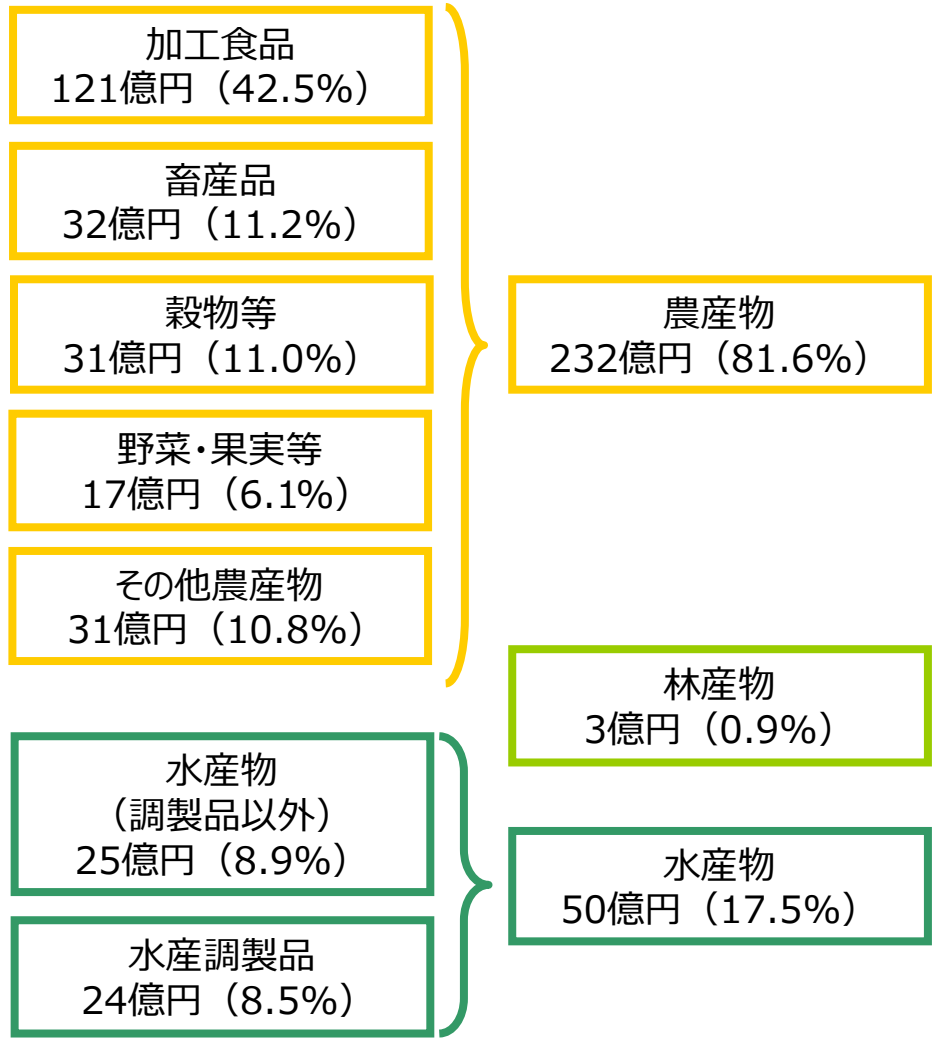 加工食品
121億円（42.5%）
畜産品
32億円（11.2%）
穀物等
31億円（11.0%）
野菜・果実等
17億円（6.1%）
その他農産物
31億円（10.8%）
農産物
232億円（81.6%）
林産物
3億円（0.9%）
水産物
（調製品以外）
25億円（8.9%）
水産調製品
24億円（8.5%）
水産物
50億円（17.5%）